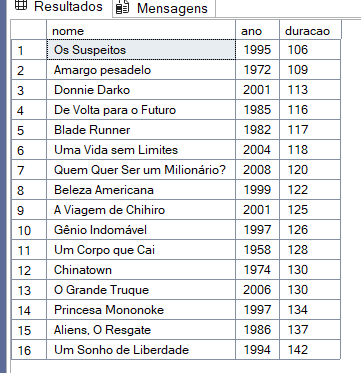 Resultados Mensagens
nome ano duracao
1 Os Suspeitos 1995 106
2 Amargo pesadelo 1972 109
3 Donnie Darko 2001 113
4 De Volta para o Futuro 1985 116
5 Blade Runner 1982 117
6 Uma Vida sem Limites 2004 118
7 Quem Quer Ser um Milionário? 2008 120
8 Beleza Americana 1999 122
9 A Viagem de Chihiro 2001 125
10 Gênio Indomável 1997 126
11 Um Corpo que Cai 1958 128
12 Chinatown 1974 130
13 O Grande Truque 2006 130
14 Princesa Mononoke 1997 134
15 Aliens, O Resgate 1986 137
16 Um Sonho de Liberdade 1994 142